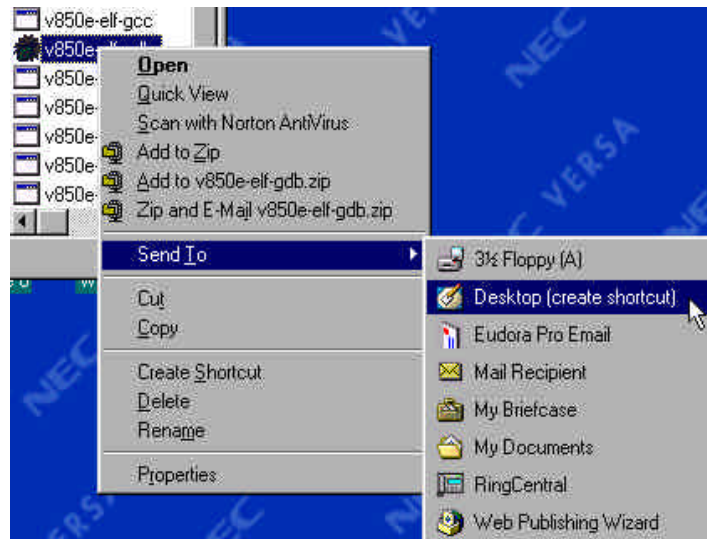 v850e-elf-gcc
v850e-elf-gdb
v850e-
v850e-
v850e-
v850e-
v850e-
Open
Quick View
Scan with Norton AntiVirus
Add to Zip
Add to v850e-elf-gdb.zip
Zip and E-Mail v850e-elf-gdb.zip
Send To
Cut
Copy
Create Shortcut
Delete
Rename
Properties
3½ Floppy (A)
Desktop (create shortcut)
Eudora Pro Email
Mail Recipient
My Briefcase
My Documents
RingCentral
Web Publishing Wizard
NEC
NEC VERSA
NEC
VERSA
NEC